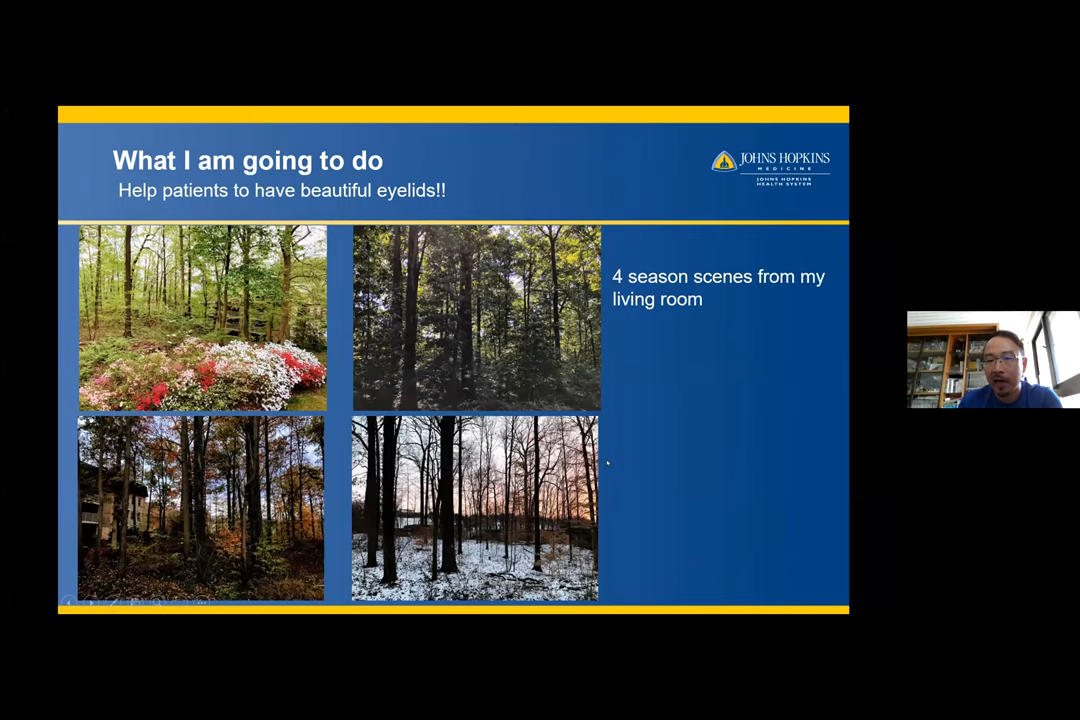 What I am going to do
Help patients to have beautiful eyelids!!
JOHNS HOPKINS
MEDICINE
JOHNS HOPKINS
HEALTH SYSTEM
4 season scenes from my
living room